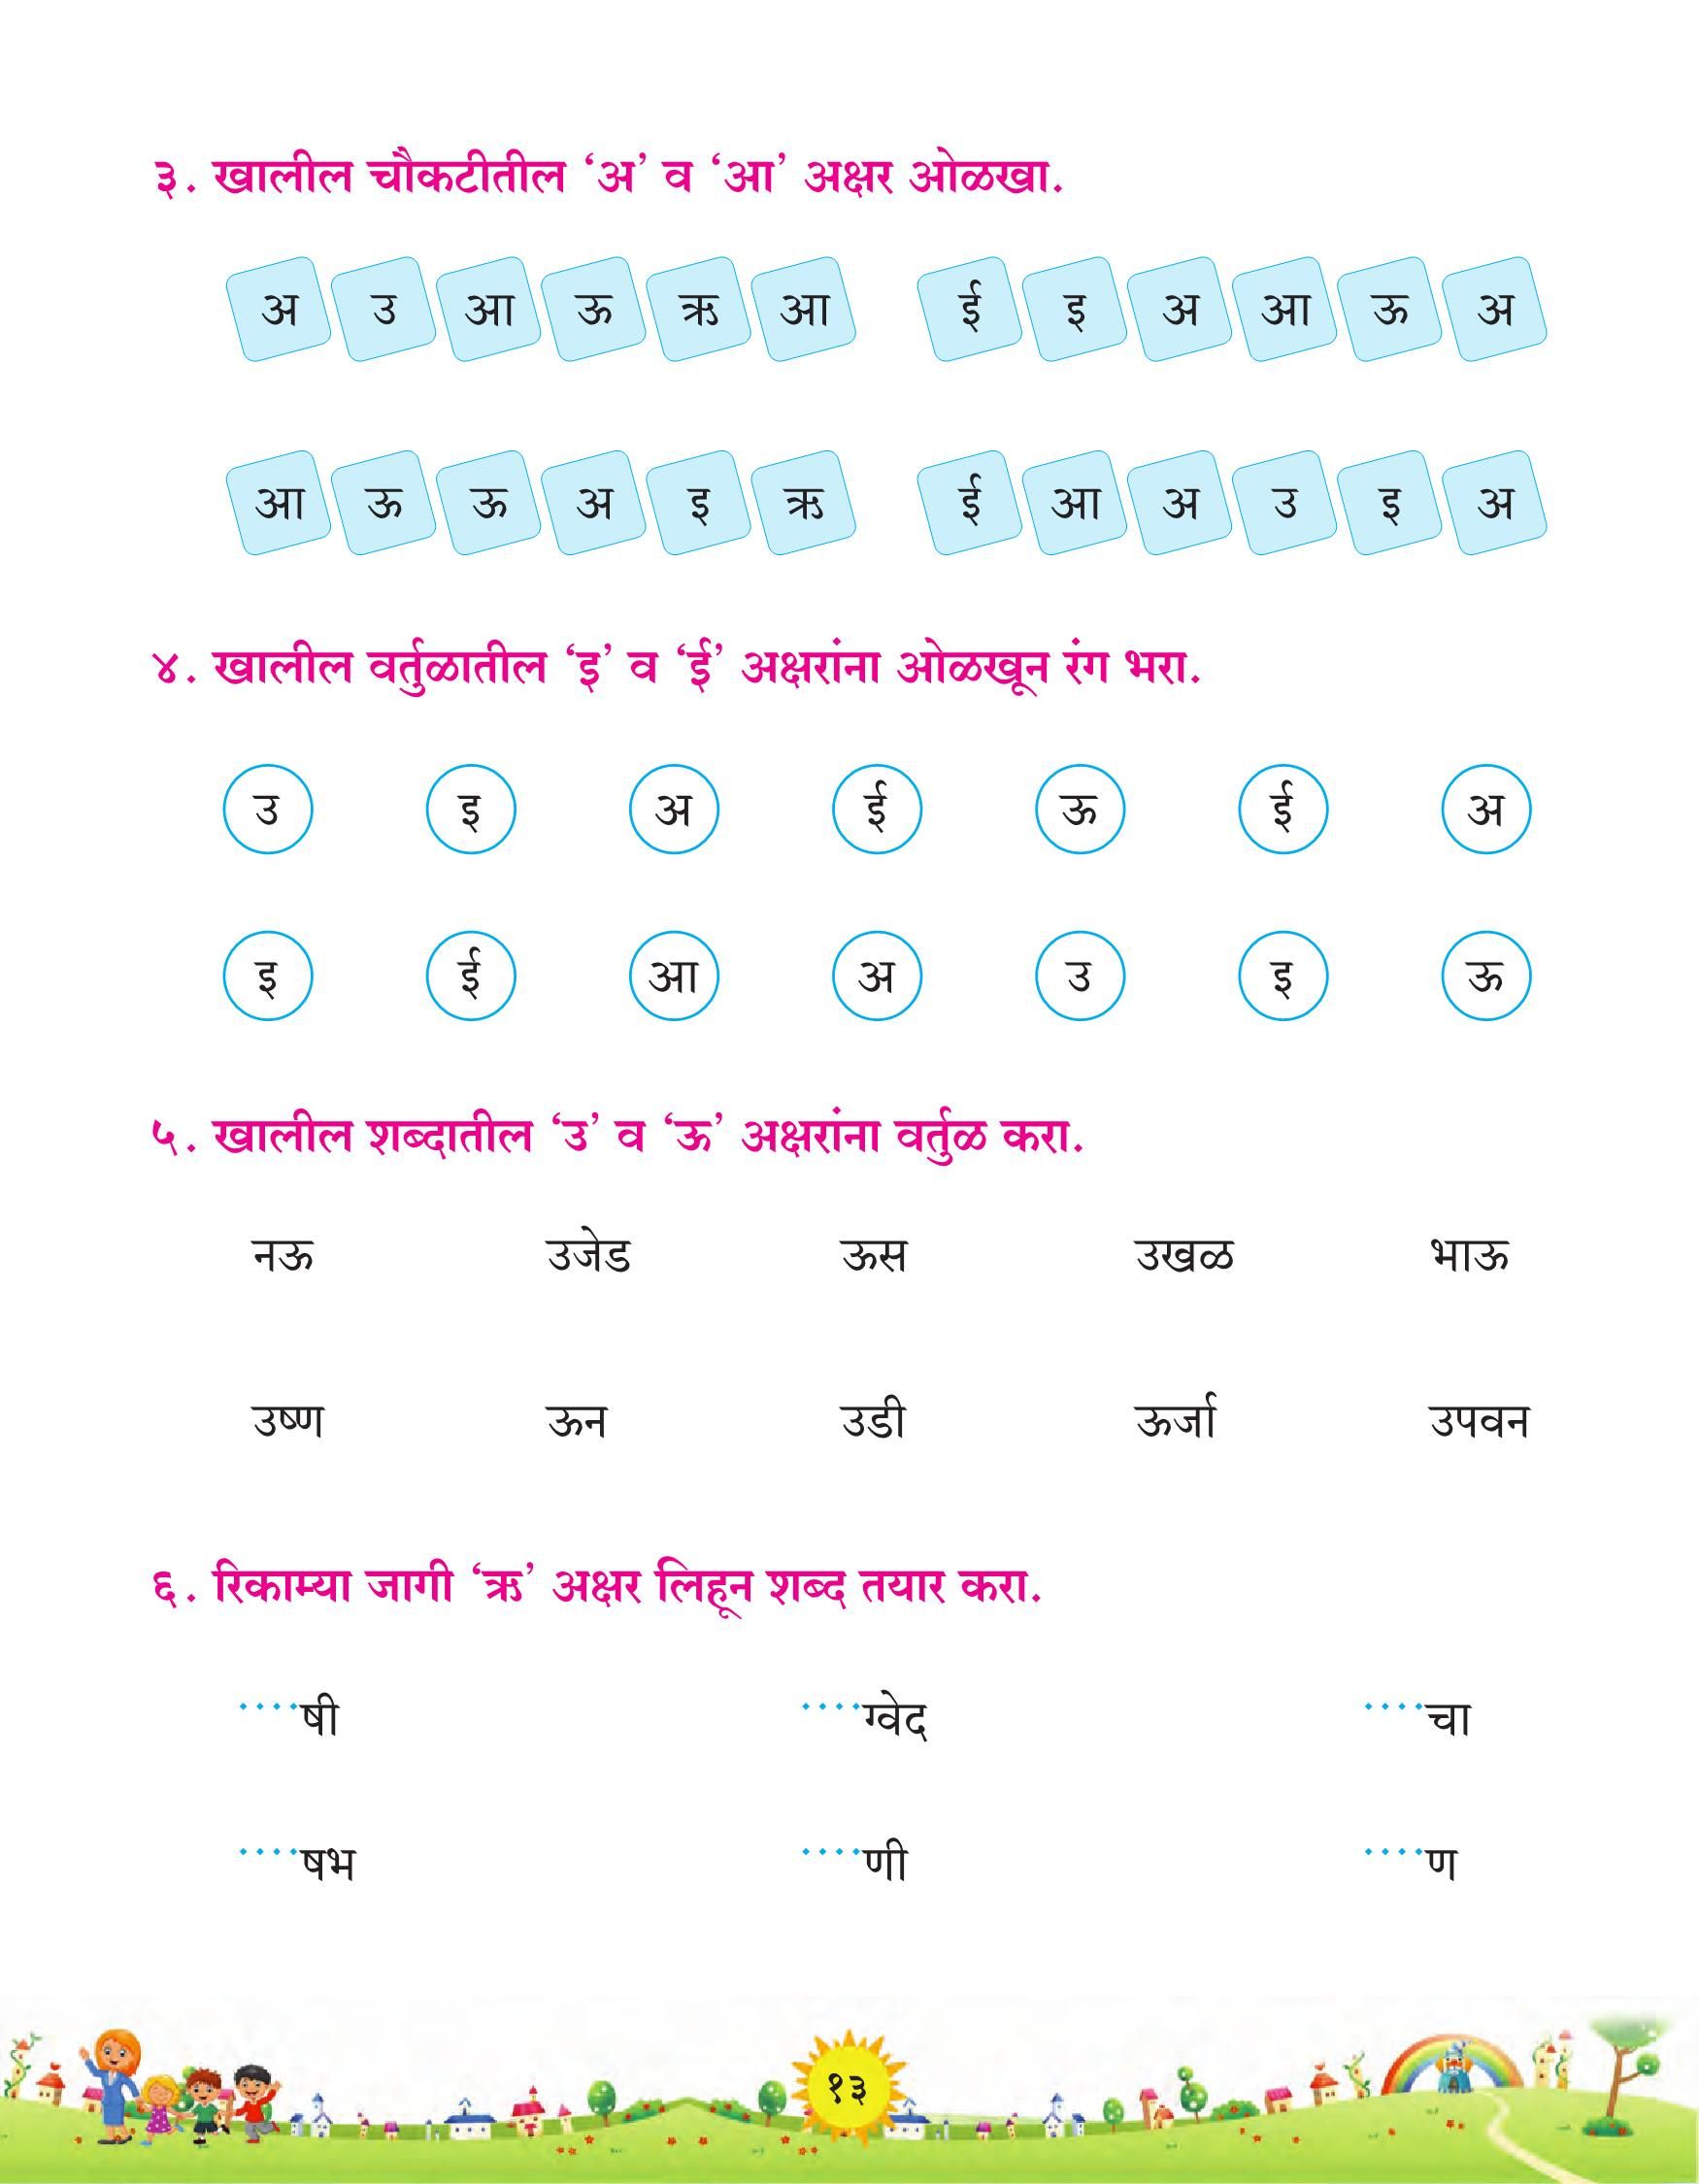 ३. खालील चौकटीतील ‘अ’ व ‘आ’ अक्षर ओळखा.
अ उ आ ऊ ऋ आ ई इ अ आ ऊ अ
आ ऊ ऊ अ इ ऋ ई आ अ उ इ अ
४. खालील वर्तुळातील ‘इ’ व ‘ई’ अक्षरांना ओळखून रंग भरा.
उ इ अ ई ऊ ई अ
इ ई आ अ उ इ ऊ
५. खालील शब्दातील ‘उ’ व ‘ऊ’ अक्षरांना वर्तुळ करा.
नऊ उजेड ऊस उखळ भाऊ
उष्ण ऊन उडी ऊर्जा उपवन
६. रिकाम्या जागी ‘ऋ’ अक्षर लिहून शब्द तयार करा.
····षी ····ग्वेद ····चा
····षभ ····णी ····ण
१३